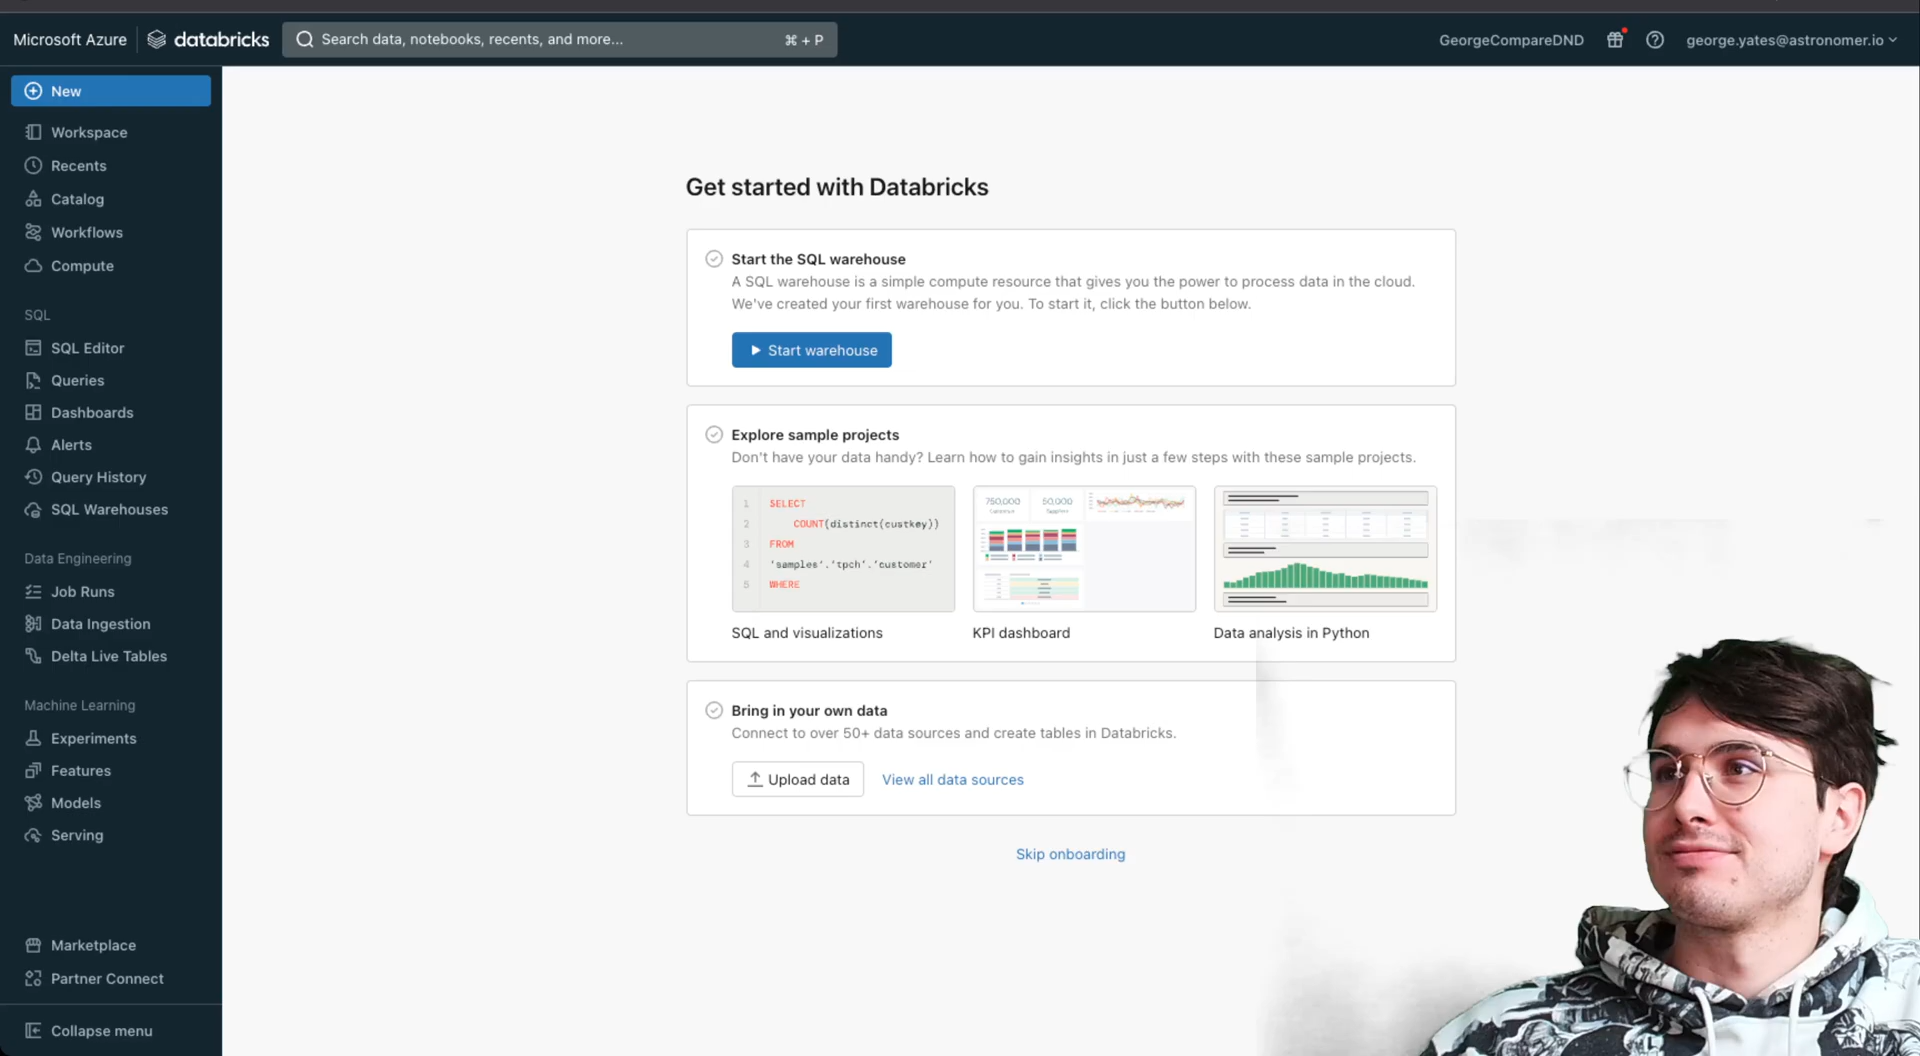 Microsoft Azure
databricks
Search data, notebooks, recents, and more...
⌘ + P
GeorgeCompareDND
george.yates@astronomer.io
New
Workspace
Recents
Catalog
Workflows
Compute
SQL
SQL Editor
Queries
Dashboards
Alerts
Query History
SQL Warehouses
Data Engineering
Job Runs
Data Ingestion
Delta Live Tables
Machine Learning
Experiments
Features
Models
Serving
Marketplace
Partner Connect
Collapse menu
Get started with Databricks
Start the SQL warehouse
A SQL warehouse is a simple compute resource that gives you the power to process data in the cloud.
We've created your first warehouse for you. To start it, click the button below.
Start warehouse
Explore sample projects
Don't have your data handy? Learn how to gain insights in just a few steps with these sample projects.
1 SELECT
2 COUNT(distinct(custkey))
3 FROM
4 'samples'.'tpch'.'customer'
5 WHERE
750,000
50,000
SQL and visualizations
KPI dashboard
Data analysis in Python
Bring in your own data
Connect to over 50+ data sources and create tables in Databricks.
Upload data
View all data sources
Skip onboarding